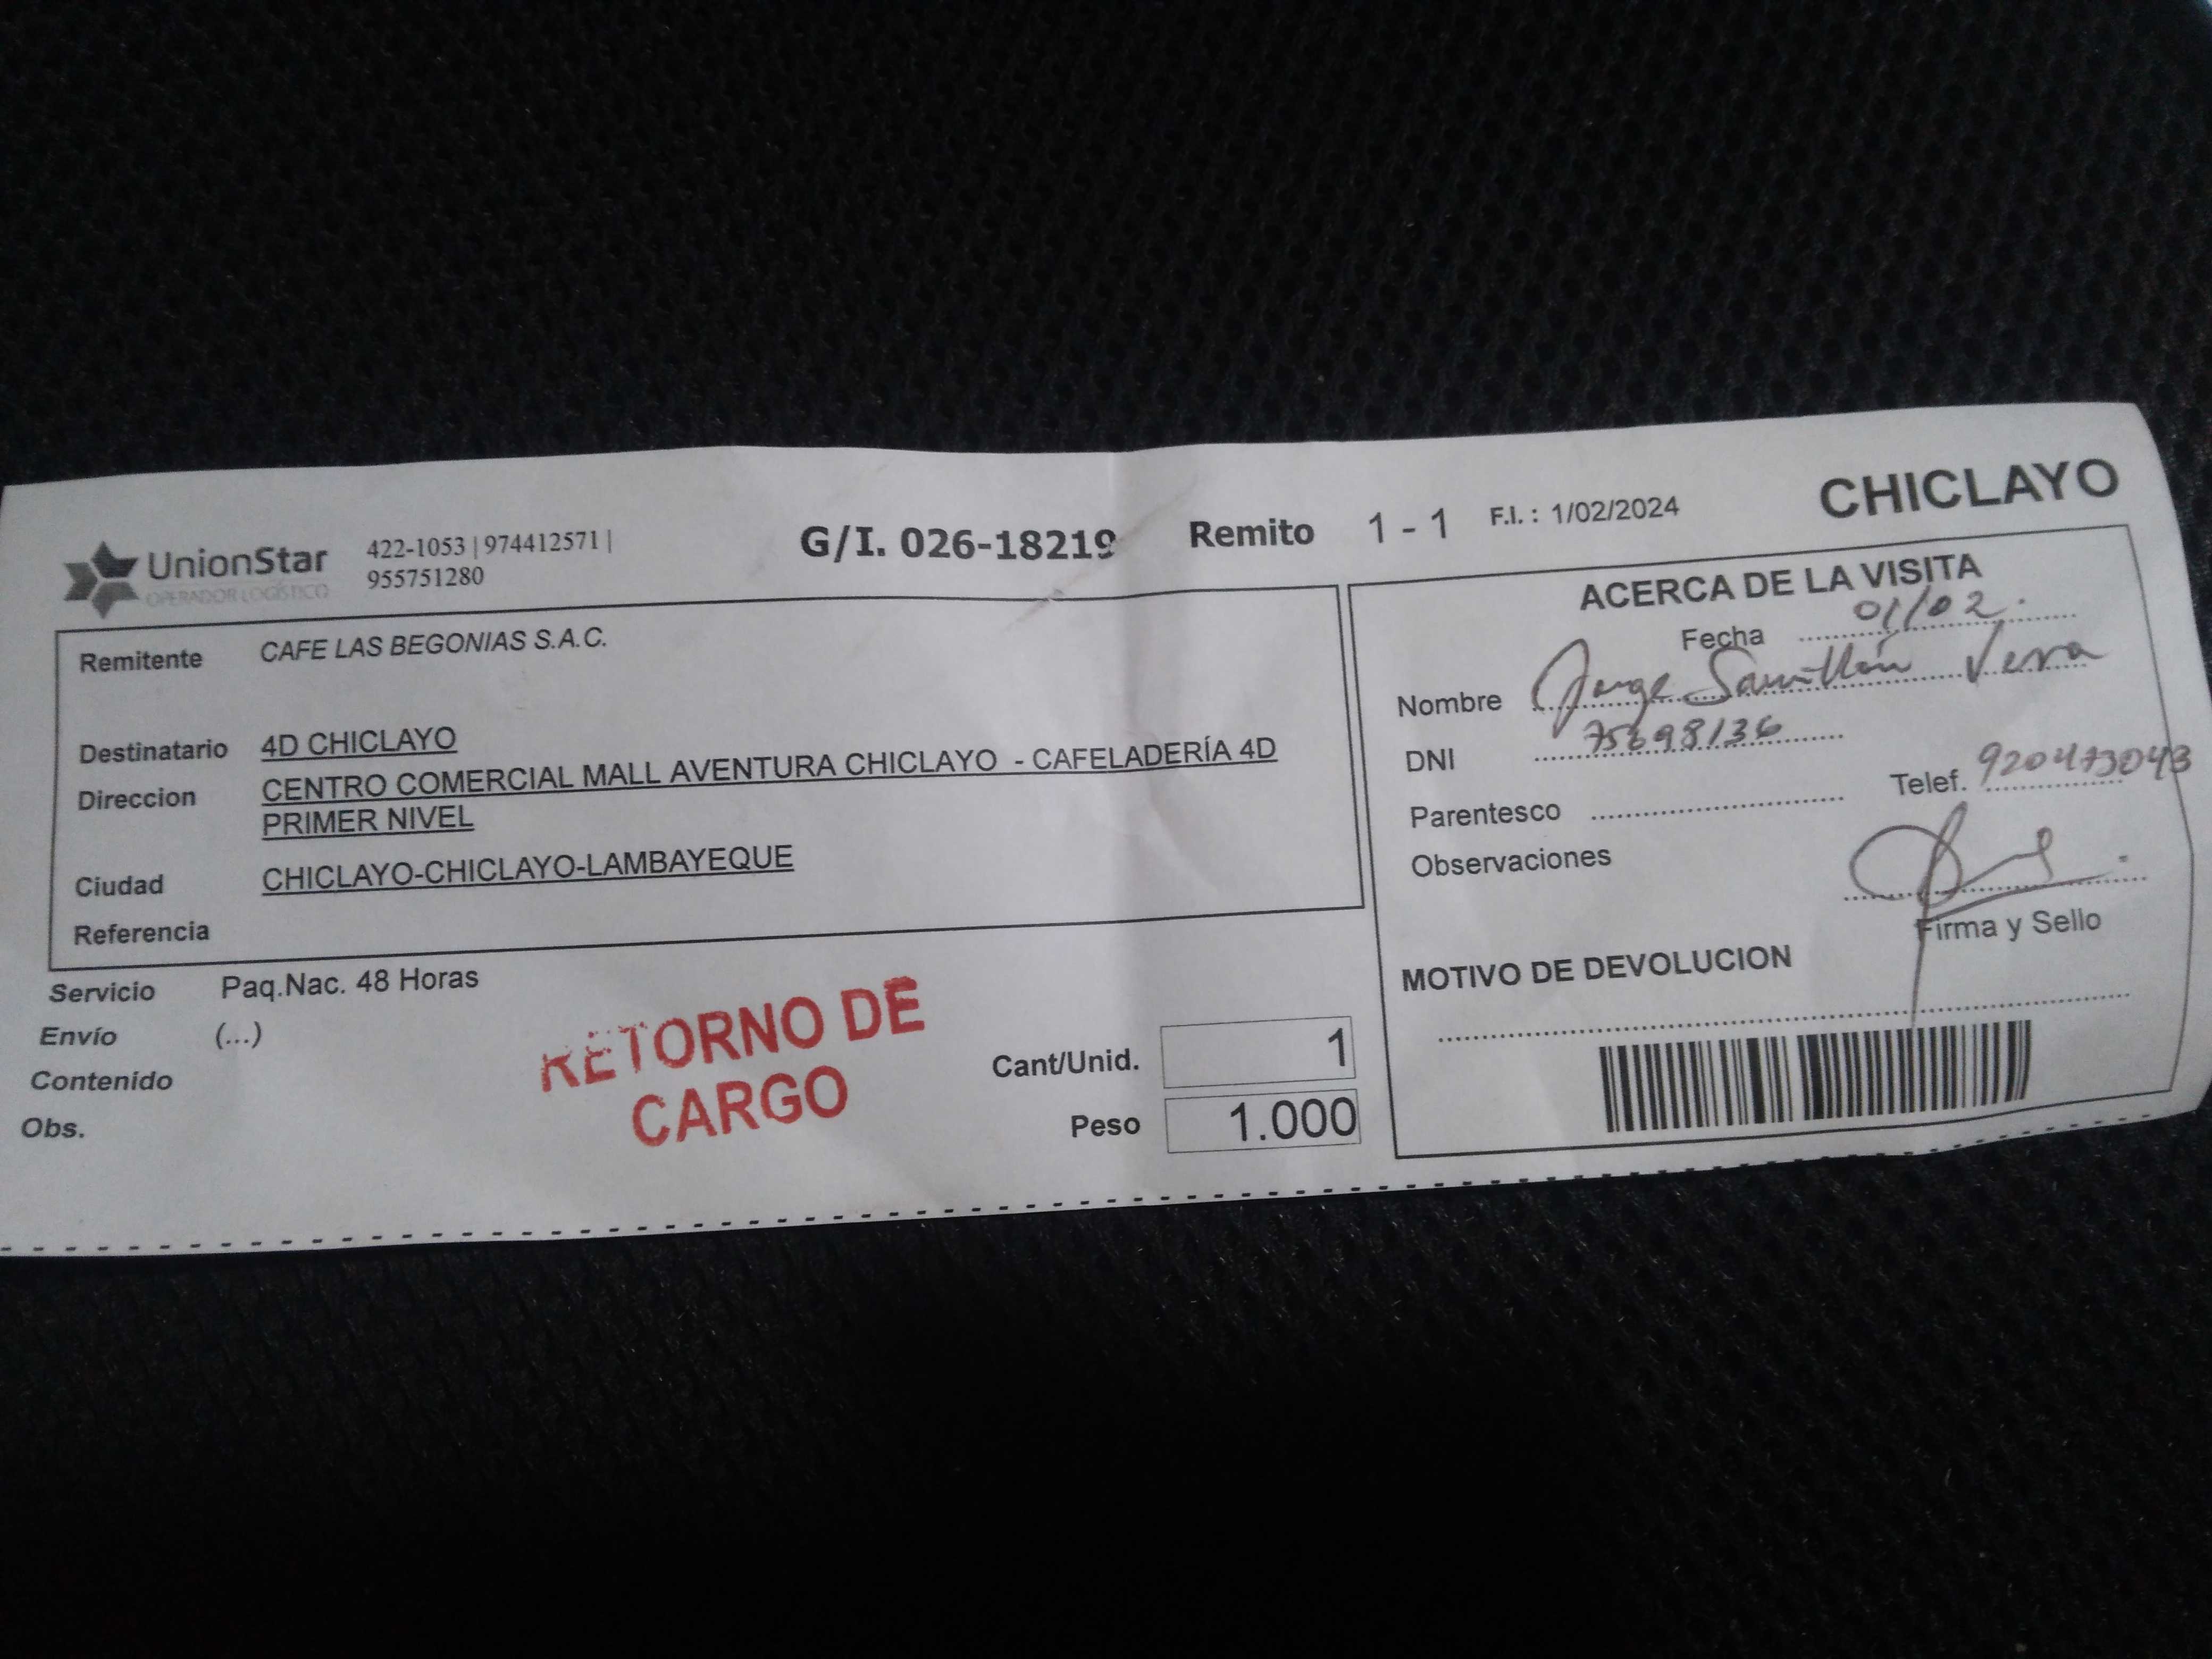 UnionStar
OPERADOR LOGÍSTICO
422-1053 | 974412571 |
955751280
G/I. 026-18219
Remito 1 - 1
F.I. : 1/02/2024
CHICLAYO
Remitente CAFE LAS BEGONIAS S.A.C.
Destinatario 4D CHICLAYO
Direccion CENTRO COMERCIAL MALL AVENTURA CHICLAYO - CAFELADERÍA 4D
PRIMER NIVEL
Ciudad CHICLAYO-CHICLAYO-LAMBAYEQUE
Referencia
Servicio Paq.Nac. 48 Horas
Envío (...)
Contenido
Obs.
RETORNO DE
CARGO
Cant/Unid. 1
Peso 1.000
ACERCA DE LA VISITA
Fecha 01/02.
Nombre Jorge Vera
DNI 75698136
Telef. 920473043
Parentesco
Observaciones
Firma y Sello
MOTIVO DE DEVOLUCION